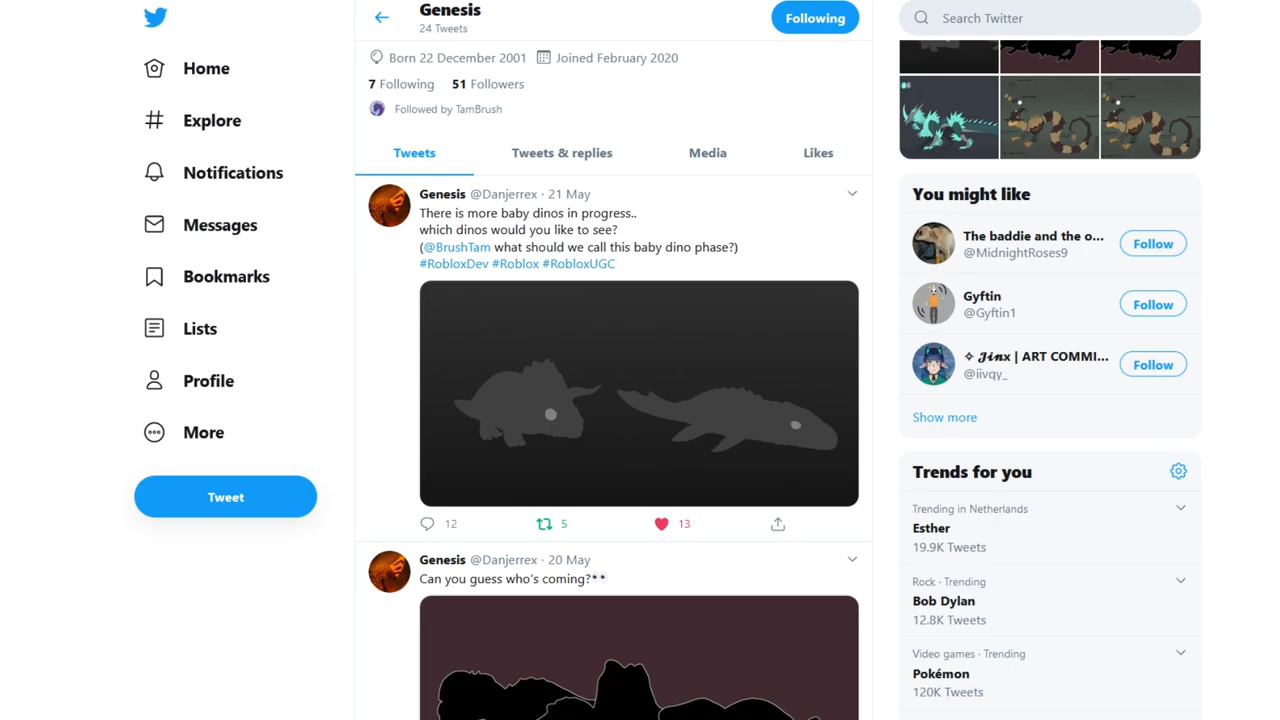 Genesis
24 Tweets
Following
Search Twitter
Home
Explore
Notifications
Messages
Bookmarks
Lists
Profile
More
Tweet
Born 22 December 2001 Joined February 2020
7 Following 51 Followers
Followed by TamBrush
Tweets Tweets & replies Media Likes
Genesis @Danjerrex · 21 May
There is more baby dinos in progress..
which dinos would you like to see?
(@BrushTam what should we call this baby dino phase?)
#RobloxDev #Roblox #RobloxUGC
12 5 13
Genesis @Danjerrex · 20 May
Can you guess who's coming?👀
You might like
The baddie and the o...
@MidnightRoses9
Follow
Gyftin
@Gyftin1
Follow
✧ 𝑱𝒊𝒏x | ART COMMI...
@iivqy_
Follow
Show more
Trends for you
Trending in Netherlands
Esther
19.9K Tweets
Rock · Trending
Bob Dylan
12.8K Tweets
Video games · Trending
Pokémon
120K Tweets